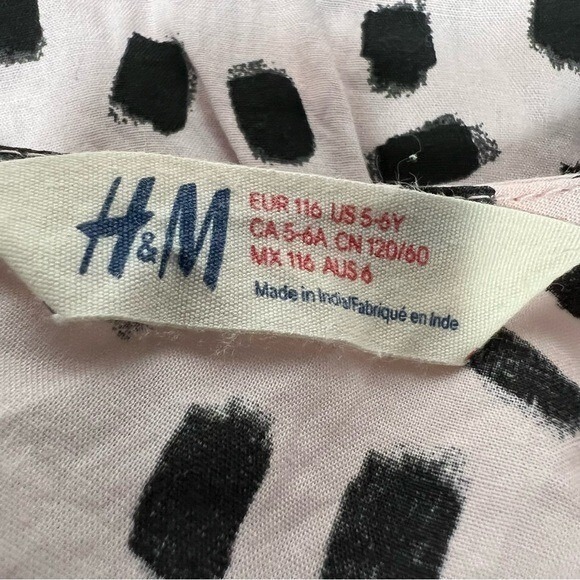 H&M
EUR 116 US 5-6Y
CA 5-6A CN 120/60
MX 116 AUS 6
Made in India/Fabriqué en Inde